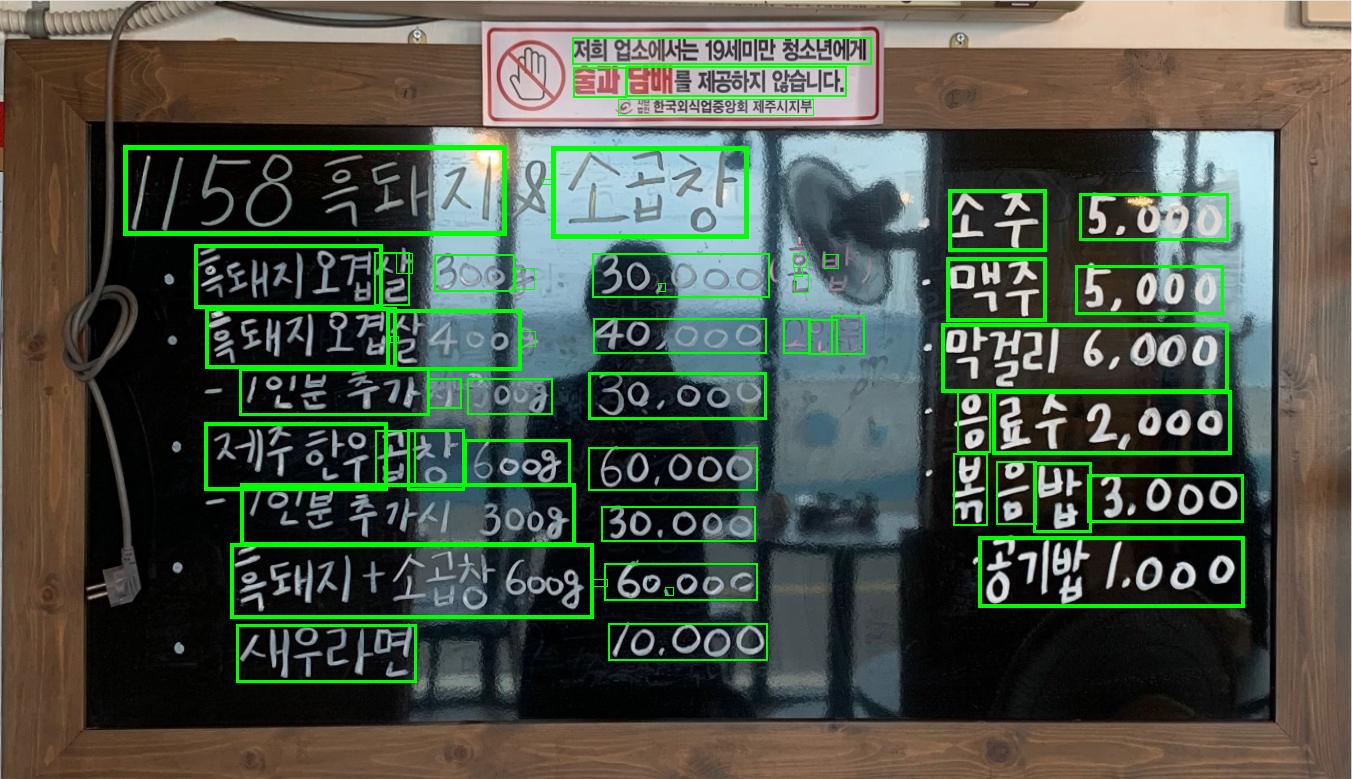 저희 업소에서는 19세미만 청소년에게
술과 담배를 제공하지 않습니다.
한국외식업중앙회 제주시지부
1158 흑돼지 & 소곱창
· 흑돼지 오겹살 300g 30,000 (혼밥)
· 흑돼지 오겹살 400g 40,000 2인분
- 1인분 추가시 300g 30,000
· 제주 한우곱창 600g 60,000
- 1인분 추가시 300g 30,000
· 흑돼지 + 소곱창 600g 60,000
· 새우라면 10,000
· 소주 5,000
· 맥주 5,000
· 막걸리 6,000
· 음료수 2,000
· 볶음밥 3,000
· 공기밥 1,000